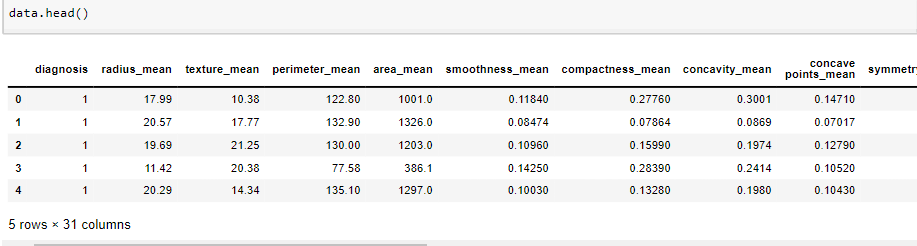 data.head()
diagnosis radius_mean texture_mean perimeter_mean area_mean smoothness_mean compactness_mean concavity_mean concave points_mean symmetry
0 1 17.99 10.38 122.80 1001.0 0.11840 0.27760 0.3001 0.14710
1 1 20.57 17.77 132.90 1326.0 0.08474 0.07864 0.0869 0.07017
2 1 19.69 21.25 130.00 1203.0 0.10960 0.15990 0.1974 0.12790
3 1 11.42 20.38 77.58 386.1 0.14250 0.28390 0.2414 0.10520
4 1 20.29 14.34 135.10 1297.0 0.10030 0.13280 0.1980 0.10430
5 rows × 31 columns